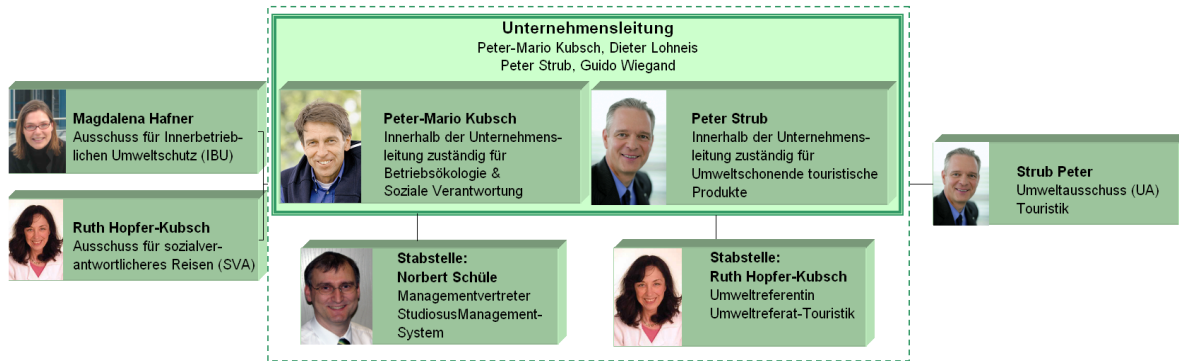 Unternehmensleitung
Peter-Mario Kubsch, Dieter Lohneis
Peter Strub, Guido Wiegand
Magdalena Hafner
Ausschuss für Innerbetrieb-
lichen Umweltschutz (IBU)
Ruth Hopfer-Kubsch
Ausschuss für sozialver-
antwortlicheres Reisen (SVA)
Peter-Mario Kubsch
Innerhalb der Unternehmens-
leitung zuständig für
Betriebsökologie &
Soziale Verantwortung
Peter Strub
Innerhalb der Unternehmens-
leitung zuständig für
Umweltschonende touristische
Produkte
Strub Peter
Umweltausschuss (UA)
Touristik
Stabstelle:
Norbert Schüle
Managementvertreter
StudiosusManagement-
System
Stabstelle:
Ruth Hopfer-Kubsch
Umweltreferentin
Umweltreferat-Touristik